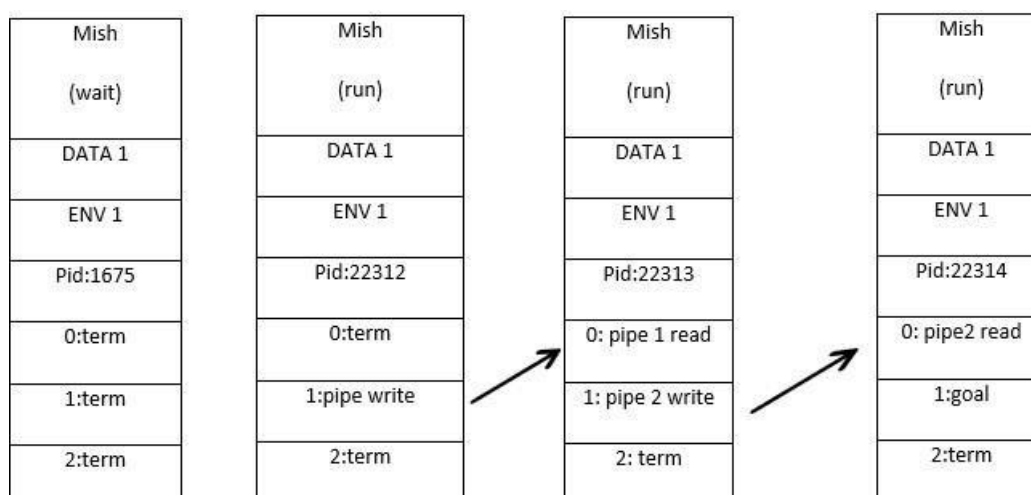 Mish
(wait)
DATA 1
ENV 1
Pid:1675
0:term
1:term
2:term
Mish
(run)
DATA 1
ENV 1
Pid:22312
0:term
1:pipe write
2:term
Mish
(run)
DATA 1
ENV 1
Pid:22313
0: pipe 1 read
1: pipe 2 write
2: term
Mish
(run)
DATA 1
ENV 1
Pid:22314
0: pipe2 read
1:goal
2:term